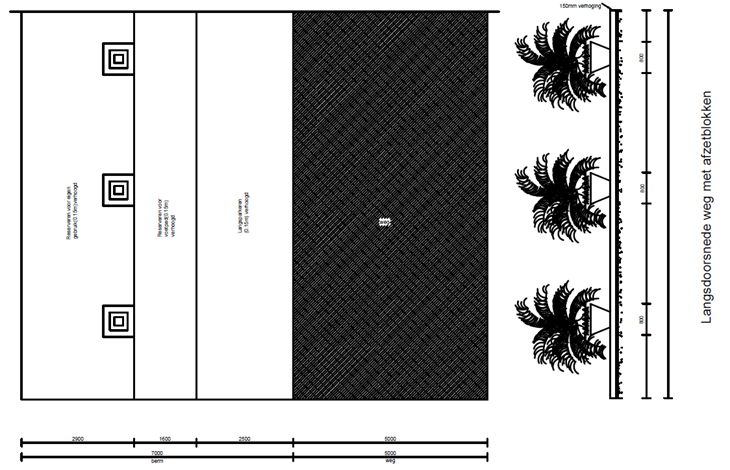 150mm verhoging
Reserveren voor eigen
gebruik(0.15m)verhoogd
Reserveren voor
voetpad(0.15m)
verhoogd
Langsparkeren
(0.15m) verhoogd
800
800
800
Langsdoorsnede weg met afzetblokken
2900
1600
2500
5000
7000
5000
berm
weg